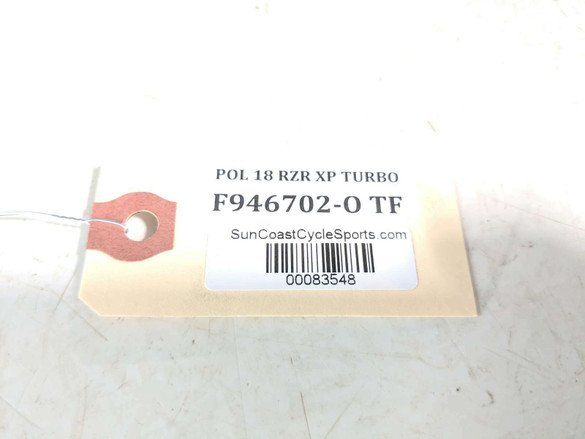 POL 18 RZR XP TURBO
F946702-O TF
SunCoastCycleSports.com
00083548